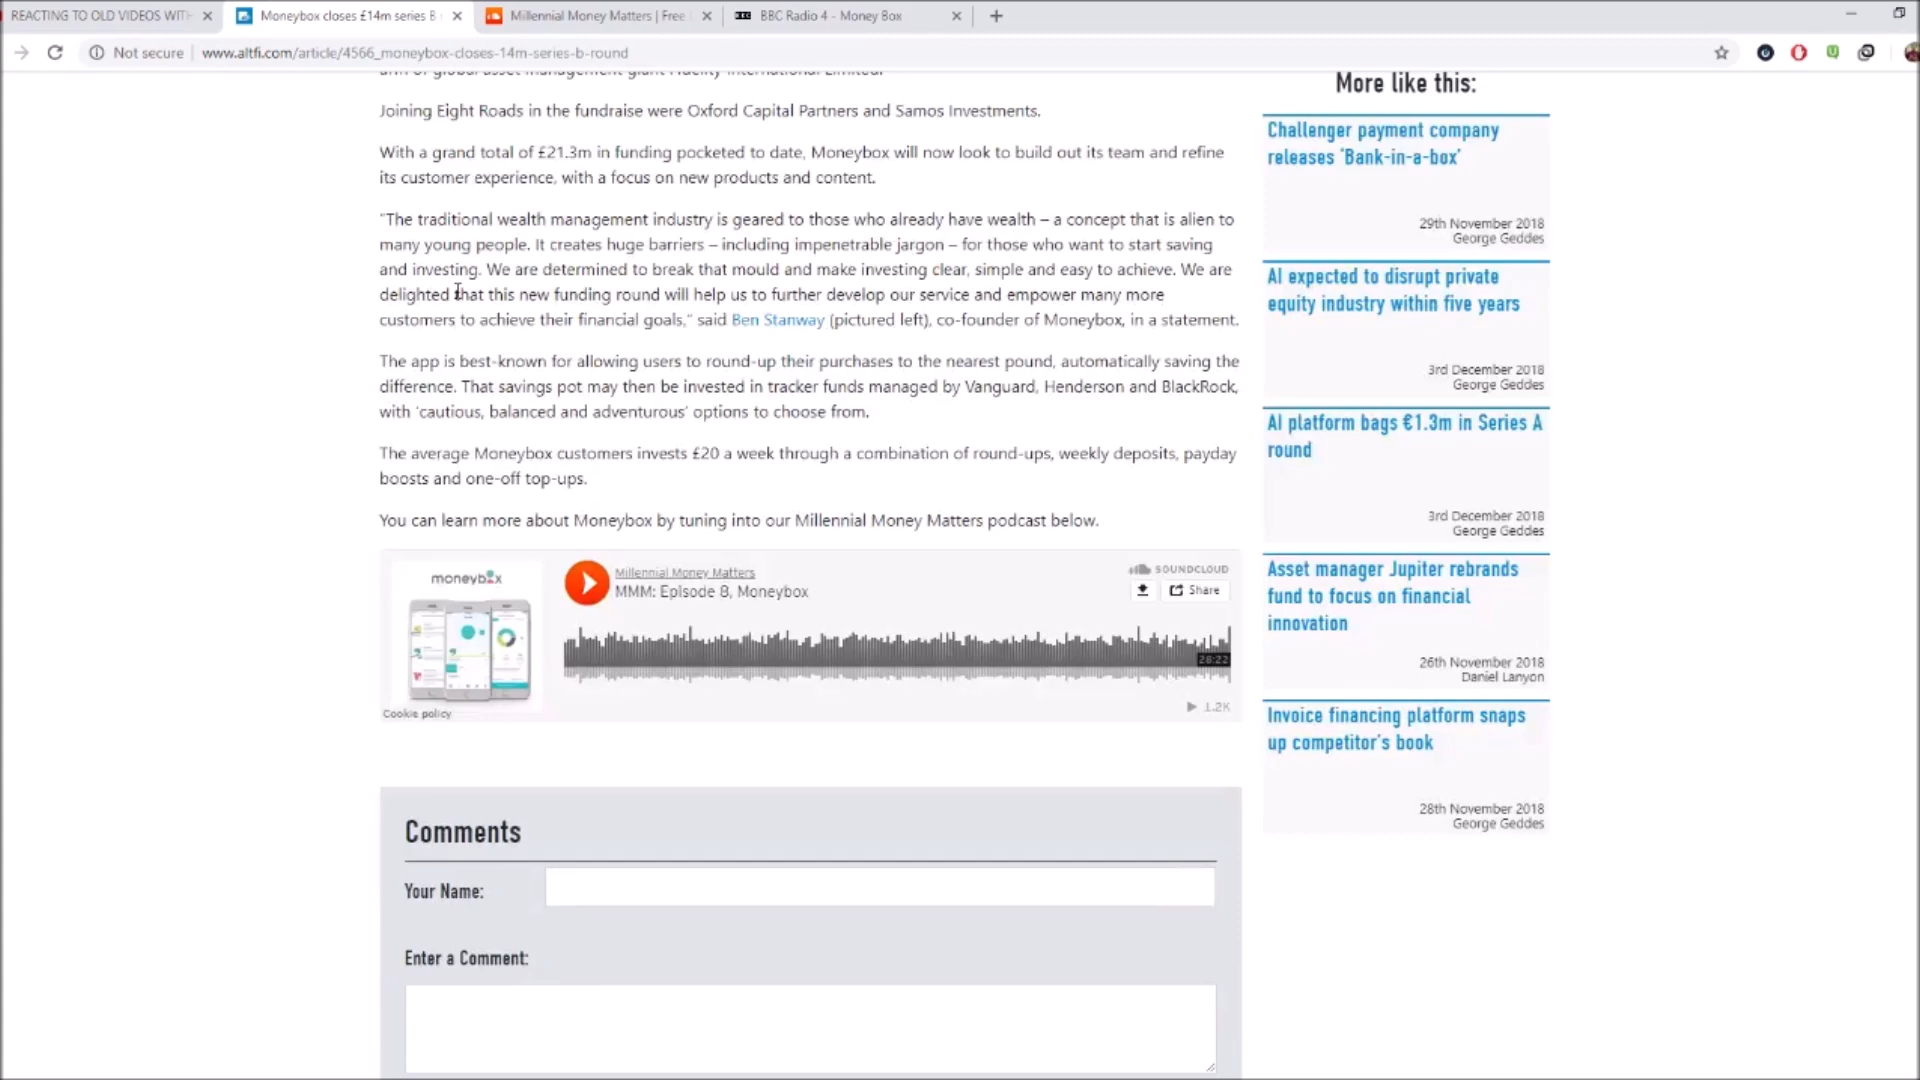 REACTING TO OLD VIDEOS WITH
Moneybox closes £14m series B
Millennial Money Matters | Free
BBC Radio 4 - Money Box
Not secure
www.altfi.com/article/4566_moneybox-closes-14m-series-b-round
arm of global asset management giant Fidelity International Limited.
Joining Eight Roads in the fundraise were Oxford Capital Partners and Samos Investments.
With a grand total of £21.3m in funding pocketed to date, Moneybox will now look to build out its team and refine
its customer experience, with a focus on new products and content.
“The traditional wealth management industry is geared to those who already have wealth – a concept that is alien to
many young people. It creates huge barriers – including impenetrable jargon – for those who want to start saving
and investing. We are determined to break that mould and make investing clear, simple and easy to achieve. We are
delighted that this new funding round will help us to further develop our service and empower many more
customers to achieve their financial goals,” said Ben Stanway (pictured left), co-founder of Moneybox, in a statement.
The app is best-known for allowing users to round-up their purchases to the nearest pound, automatically saving the
difference. That savings pot may then be invested in tracker funds managed by Vanguard, Henderson and BlackRock,
with ‘cautious, balanced and adventurous’ options to choose from.
The average Moneybox customers invests £20 a week through a combination of round-ups, weekly deposits, payday
boosts and one-off top-ups.
You can learn more about Moneybox by tuning into our Millennial Money Matters podcast below.
moneybox
Millennial Money Matters
MMM: Episode 8, Moneybox
SOUNDCLOUD
Share
28:22
1.2K
Cookie policy
Comments
Your Name:
Enter a Comment:
More like this:
Challenger payment company
releases ‘Bank-in-a-box’
29th November 2018
George Geddes
AI expected to disrupt private
equity industry within five years
3rd December 2018
George Geddes
AI platform bags €1.3m in Series A
round
3rd December 2018
George Geddes
Asset manager Jupiter rebrands
fund to focus on financial
innovation
26th November 2018
Daniel Lanyon
Invoice financing platform snaps
up competitor’s book
28th November 2018
George Geddes